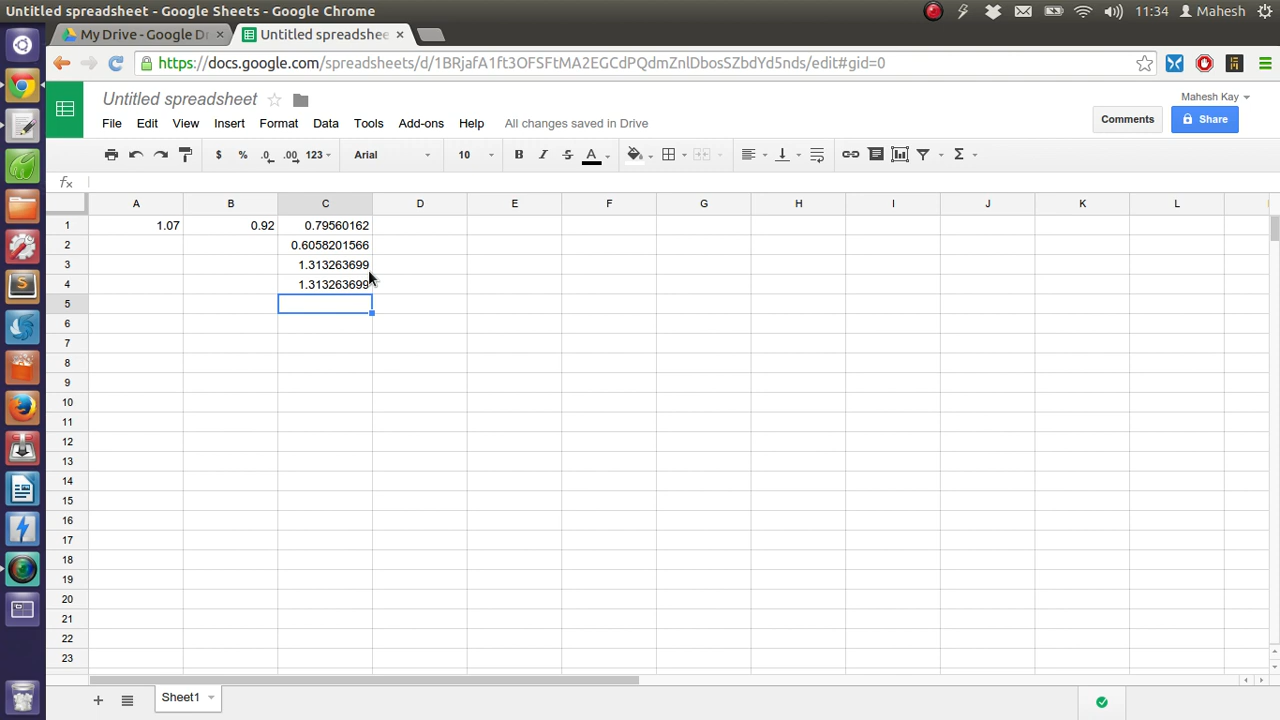 Untitled spreadsheet - Google Sheets - Google Chrome 11:34 Mahesh
My Drive - Google Dr × Untitled spreadshee ×
https://docs.google.com/spreadsheets/d/1BRjafA1ft3OFSFtMA2EGCdPQdmZnlDbosSZbdYd5nds/edit#gid=0
Untitled spreadsheet Mahesh Kay
File Edit View Insert Format Data Tools Add-ons Help All changes saved in Drive Comments Share
$ % .0 .00 123 Arial 10 B I S A Σ
fx
A B C D E F G H I J K L
1 1.07 0.92 0.79560162
2 0.6058201566
3 1.313263699
4 1.313263699
5
6
7
8
9
10
11
12
13
14
15
16
17
18
19
20
21
22
23
+ Sheet1